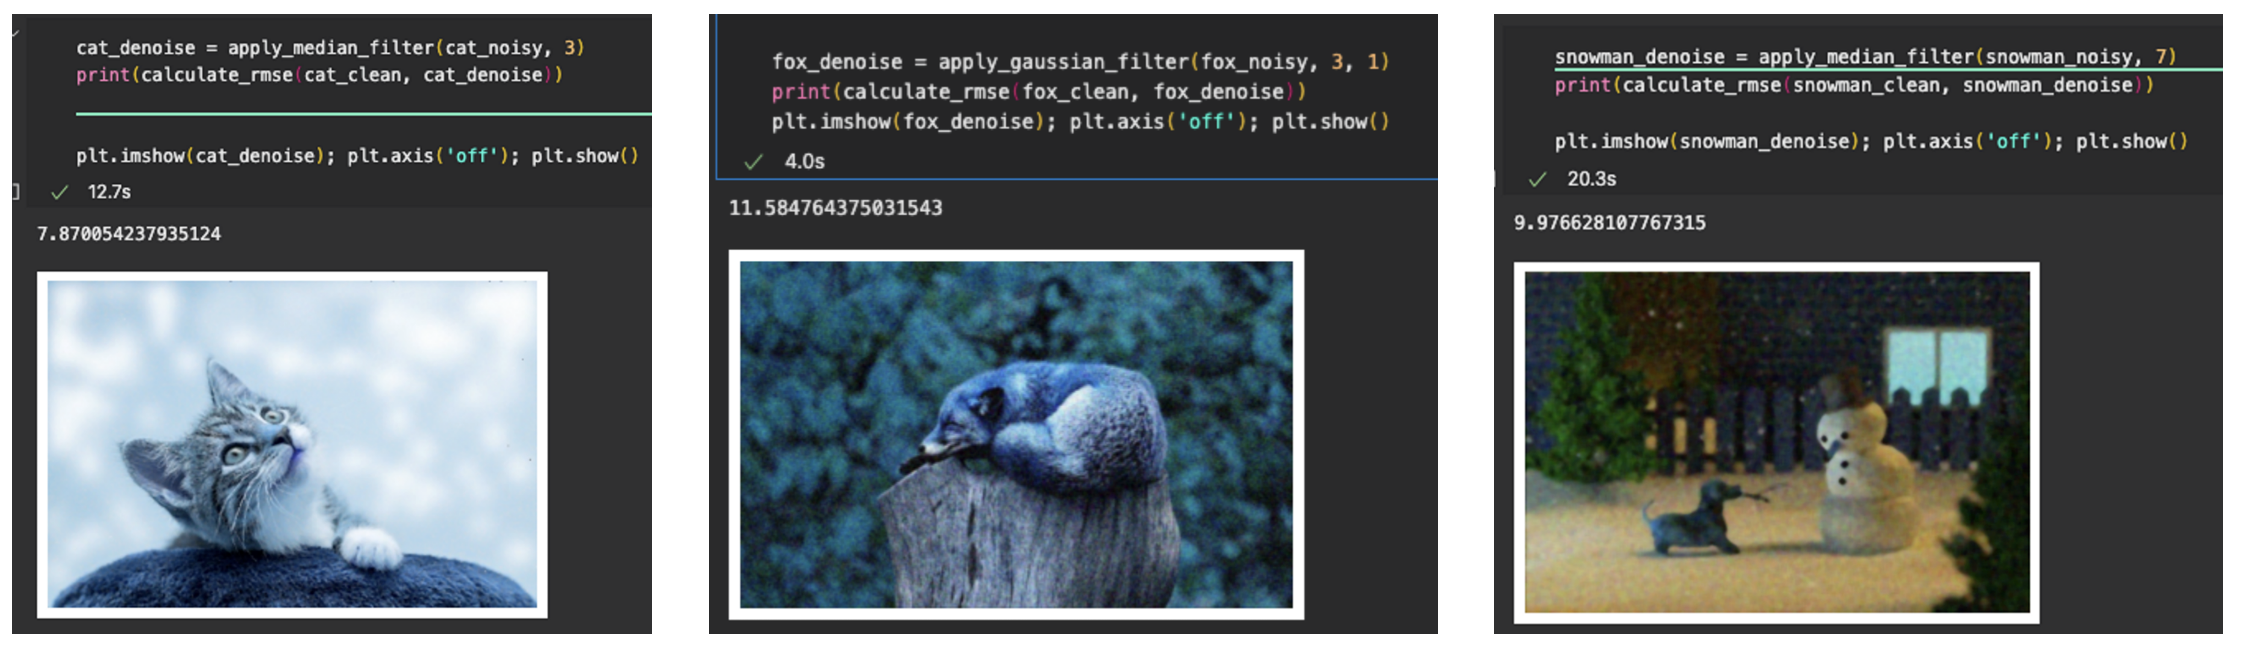 cat_denoise = apply_median_filter(cat_noisy, 3)
print(calculate_rmse(cat_clean, cat_denoise))
plt.imshow(cat_denoise); plt.axis('off'); plt.show()
12.7s
7.870054237935124
fox_denoise = apply_gaussian_filter(fox_noisy, 3, 1)
print(calculate_rmse(fox_clean, fox_denoise))
plt.imshow(fox_denoise); plt.axis('off'); plt.show()
4.0s
11.584764375031543
snowman_denoise = apply_median_filter(snowman_noisy, 7)
print(calculate_rmse(snowman_clean, snowman_denoise))
plt.imshow(snowman_denoise); plt.axis('off'); plt.show()
20.3s
9.976628107767315